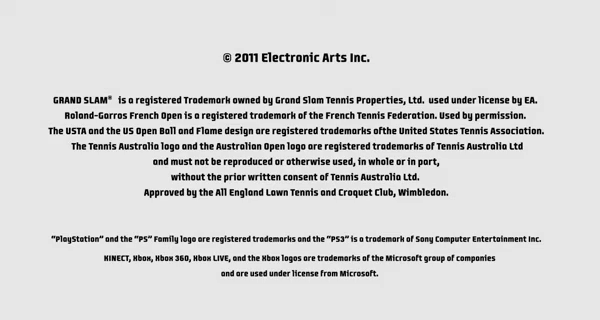 © 2011 Electronic Arts Inc.
GRAND SLAM® is a registered Trademark owned by Grand Slam Tennis Properties, Ltd. used under license by EA.
Roland-Garros French Open is a registered trademark of the French Tennis Federation. Used by permission.
The USTA and the US Open Ball and Flame design are registered trademarks ofthe United States Tennis Association.
The Tennis Australia logo and the Australian Open logo are registered trademarks of Tennis Australia Ltd
and must not be reproduced or otherwise used, in whole or in part,
without the prior written consent of Tennis Australia Ltd.
Approved by the All England Lawn Tennis and Croquet Club, Wimbledon.
"PlayStation" and the "PS" Family logo are registered trademarks and the "PS3" is a trademark of Sony Computer Entertainment Inc.
KINECT, Xbox, Xbox 360, Xbox LIVE, and the Xbox logos are trademarks of the Microsoft group of companies
and are used under license from Microsoft.